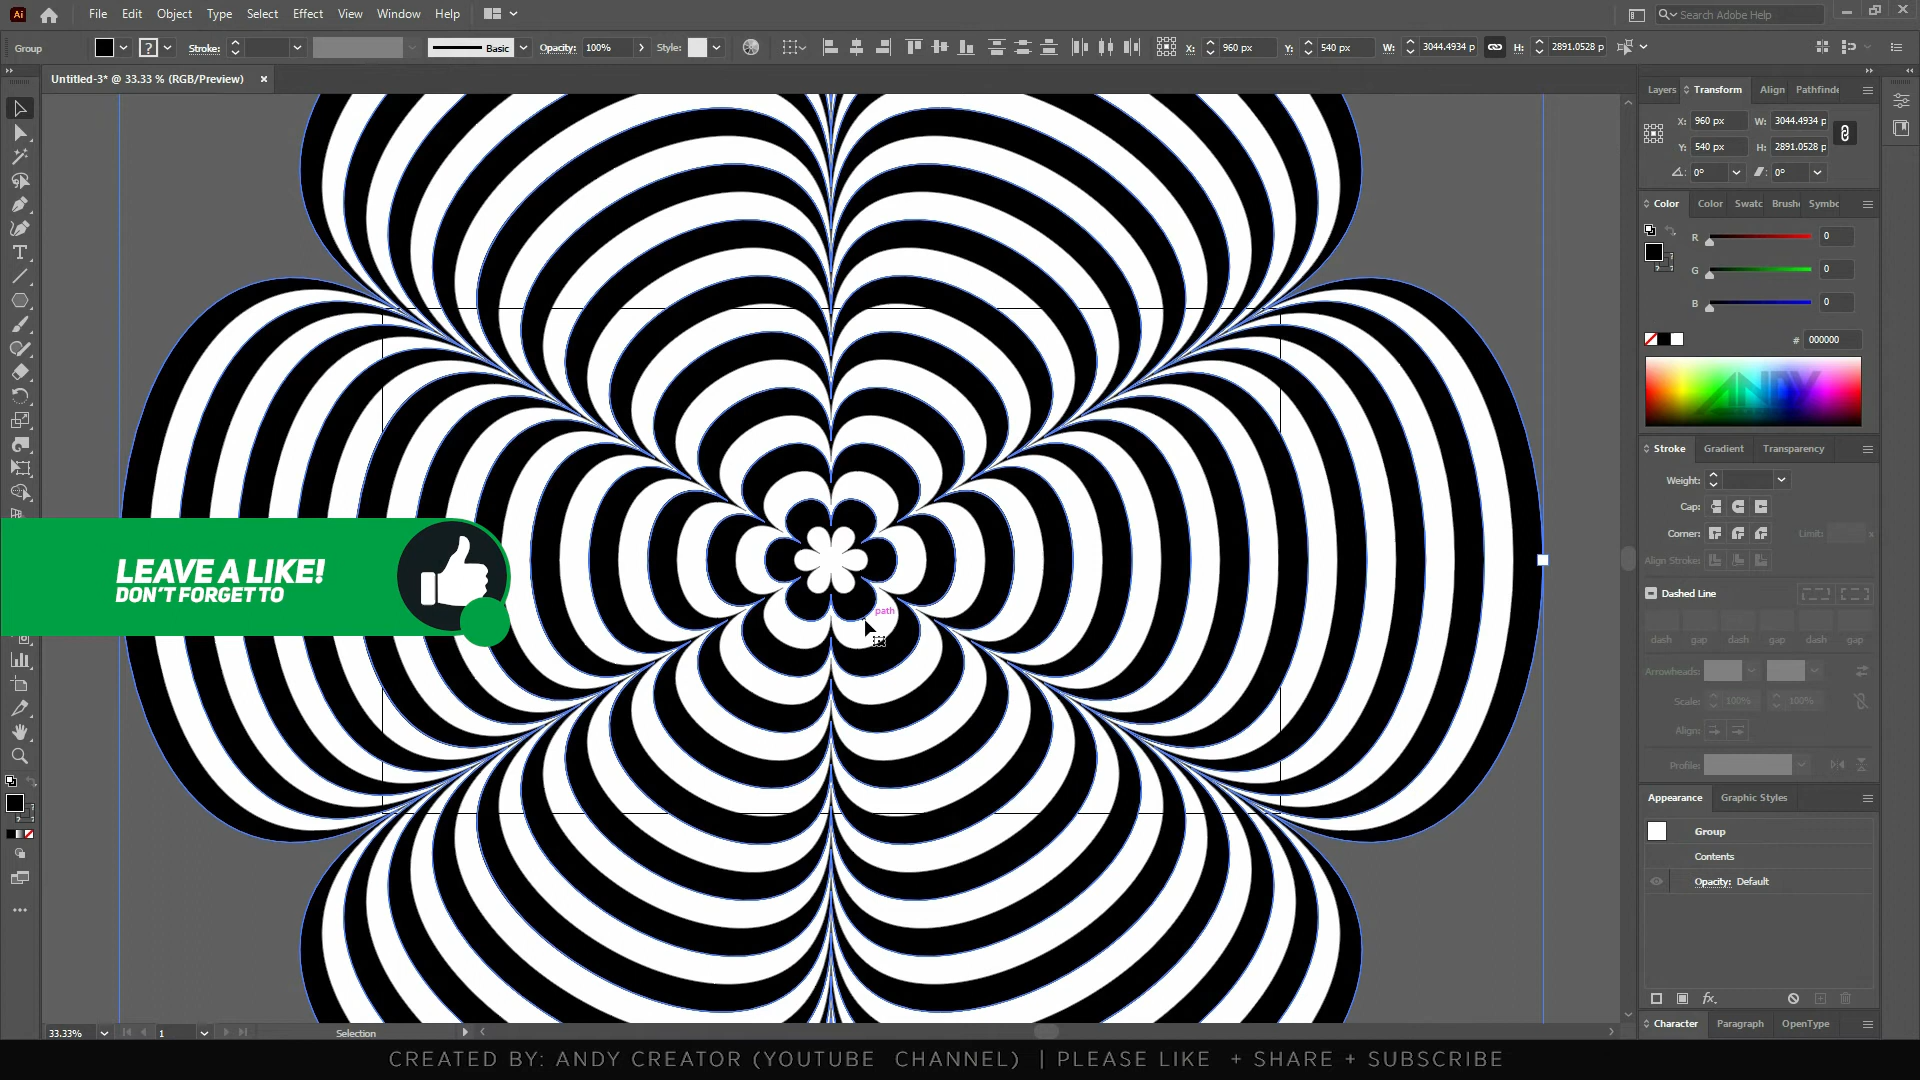 Ai File Edit Object Type Select Effect View Window Help Search Adobe Help
Group ? Stroke: Basic Opacity: 100% Style: X: 960 px Y: 540 px W: 3044.4934 p H: 2891.0528 p
Untitled-3* @ 33.33 % (RGB/Preview) ×
Layers Transform Align Pathfinde
X: 960 px W: 3044.4934 p
Y: 540 px H: 2891.0528 p
0° 0°
Color Color Swatc Brushe Symbc
R 0
G 0
B 0
# 000000
ANDY
Stroke Gradient Transparency
Weight:
Cap:
Corner: Limit: x
Align Stroke:
Dashed Line
dash gap dash gap dash gap
Arrowheads:
Scale: 100% 100%
Align:
Profile:
Appearance Graphic Styles
Group
Contents
Opacity: Default
fx.
Character Paragraph OpenType
path
LEAVE A LIKE!
DON'T FORGET TO
33.33% 1 Selection
CREATED BY: ANDY CREATOR (YOUTUBE CHANNEL) | PLEASE LIKE + SHARE + SUBSCRIBE